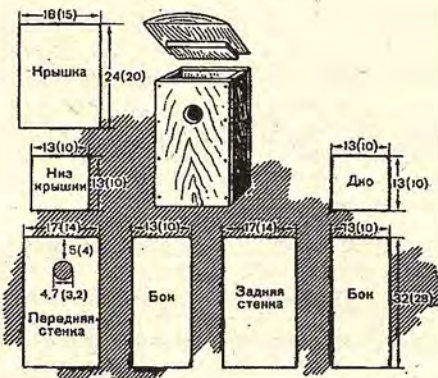 18(15)
Крышка
24(20)
13(10)
Низ
крышки
13(10)
13(10)
Дно
13(10)
17(14)
5(4)
4,7(3,2)
Передняя
стенка
13(10)
Бок
17(14)
Задняя
стенка
13(10)
Бок
32(28)